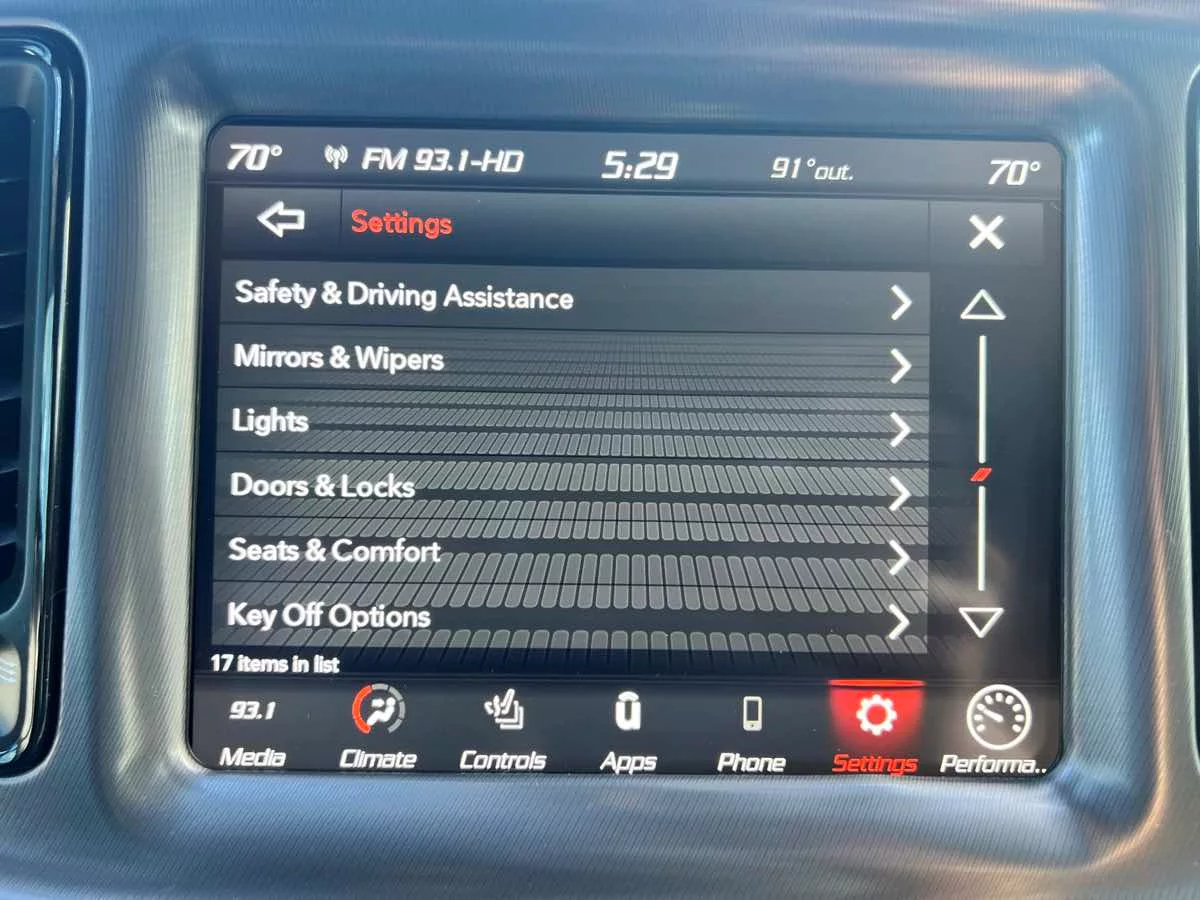 70° FM 93.1-HD 5:29 91°out. 70°
Settings
Safety & Driving Assistance
Mirrors & Wipers
Lights
Doors & Locks
Seats & Comfort
Key Off Options
17 items in list
93.1
Media Climate Controls Apps Phone Settings Performa..